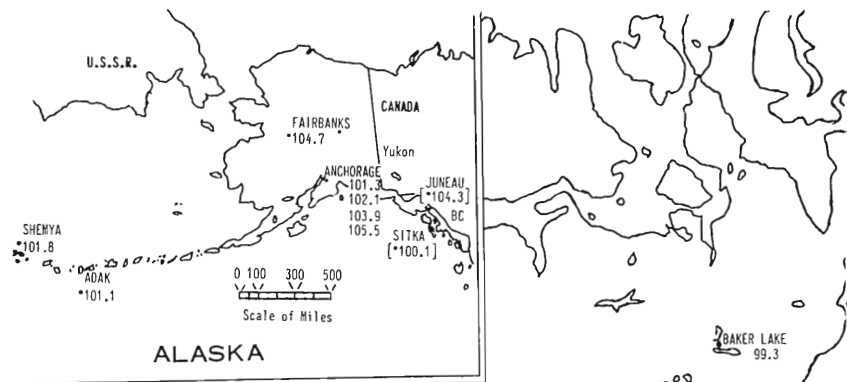 U.S.S.R.
CANADA
FAIRBANKS
*104.7
Yukon
ANCHORAGE
101.3
102.1
103.9
105.5
JUNEAU
[*104.3]
BC
SITKA
[*100.1]
SHEMYA
*101.8
ADAK
*101.1
0 100 300 500
Scale of Miles
ALASKA
BAKER LAKE
99.3